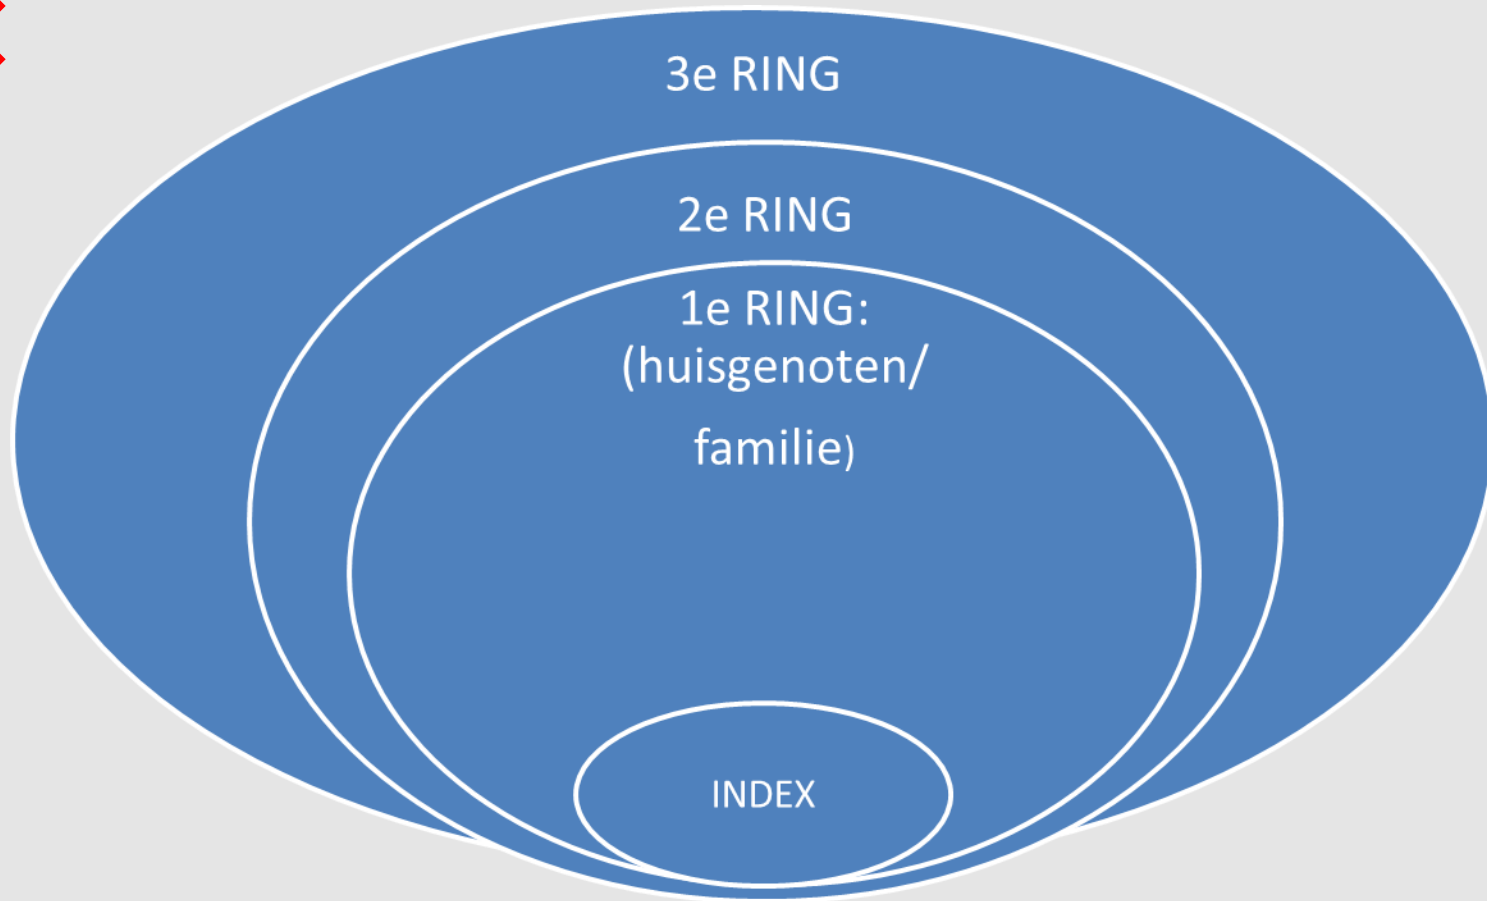 3e RING
2e RING
1e RING:
(huisgenoten/
familie)
INDEX